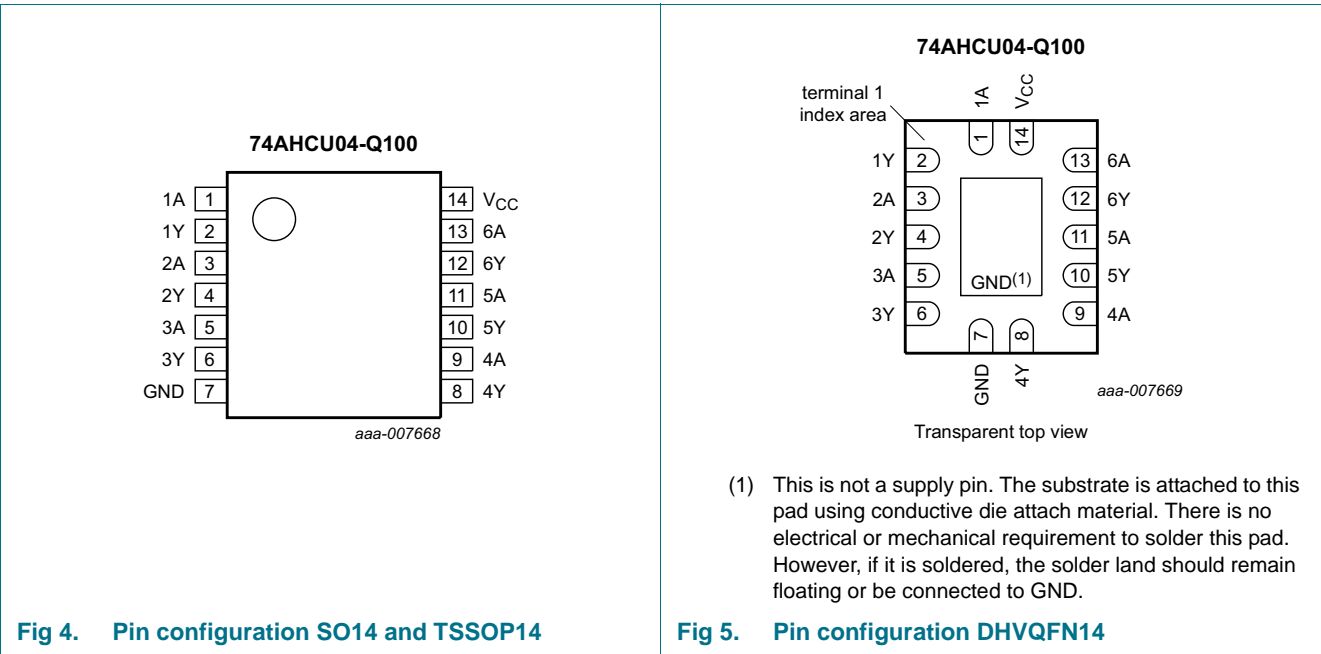 74AHCU04-Q100
1A 1
1Y 2
2A 3
2Y 4
3A 5
3Y 6
GND 7
14 VCC
13 6A
12 6Y
11 5A
10 5Y
9 4A
8 4Y
aaa-007668
Fig 4. Pin configuration SO14 and TSSOP14
74AHCU04-Q100
terminal 1
index area
1A
VCC
1
14
1Y 2
2A 3
2Y 4
3A 5
3Y 6
13 6A
12 6Y
11 5A
10 5Y
9 4A
GND(1)
7
8
GND
4Y
aaa-007669
Transparent top view
(1) This is not a supply pin. The substrate is attached to this
pad using conductive die attach material. There is no
electrical or mechanical requirement to solder this pad.
However, if it is soldered, the solder land should remain
floating or be connected to GND.
Fig 5. Pin configuration DHVQFN14